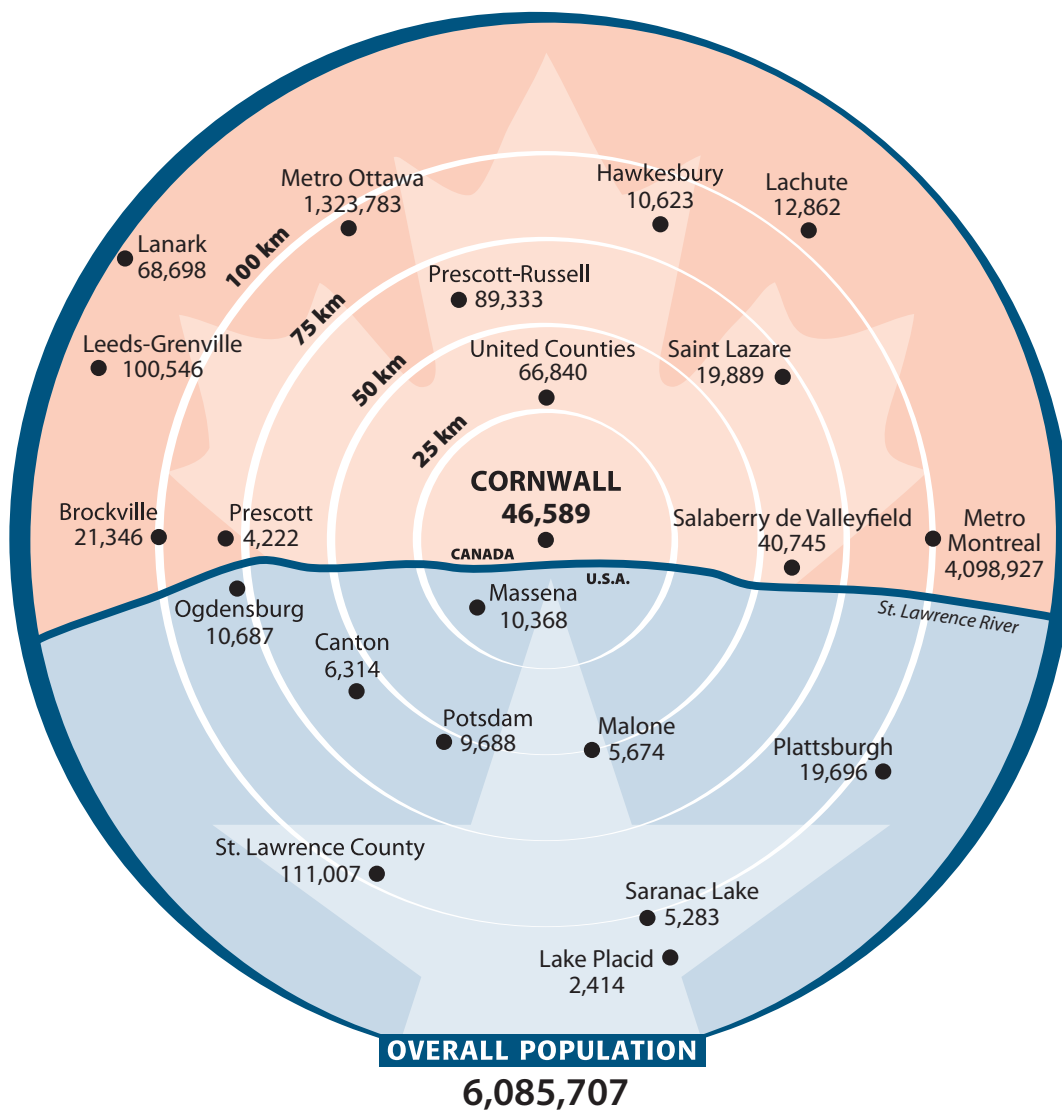 Metro Ottawa
1,323,783
Hawkesbury
10,623
Lachute
12,862
Lanark
68,698
100 km
Prescott-Russell
89,333
75 km
Leeds-Grenville
100,546
United Counties
66,840
Saint Lazare
19,889
50 km
25 km
CORNWALL
46,589
Brockville
21,346
Prescott
4,222
Salaberry de Valleyfield
40,745
Metro
Montreal
4,098,927
CANADA
U.S.A.
St. Lawrence River
Ogdensburg
10,687
Massena
10,368
Canton
6,314
Potsdam
9,688
Malone
5,674
Plattsburgh
19,696
St. Lawrence County
111,007
Saranac Lake
5,283
Lake Placid
2,414
OVERALL POPULATION
6,085,707